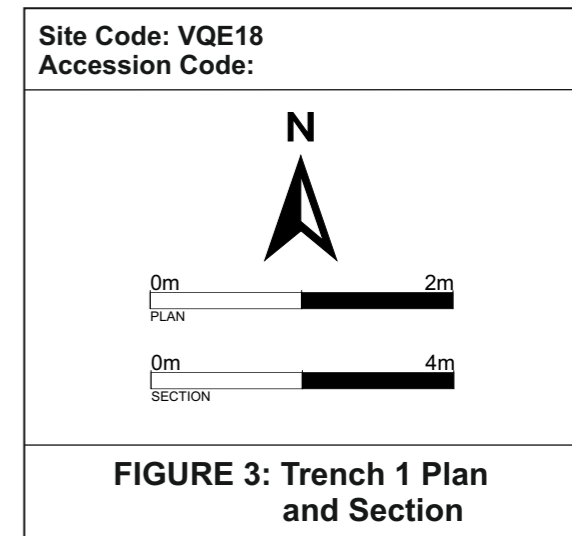 Site Code: VQE18
Accession Code:
N
0m 2m
PLAN
0m 4m
SECTION
FIGURE 3: Trench 1 Plan
and Section